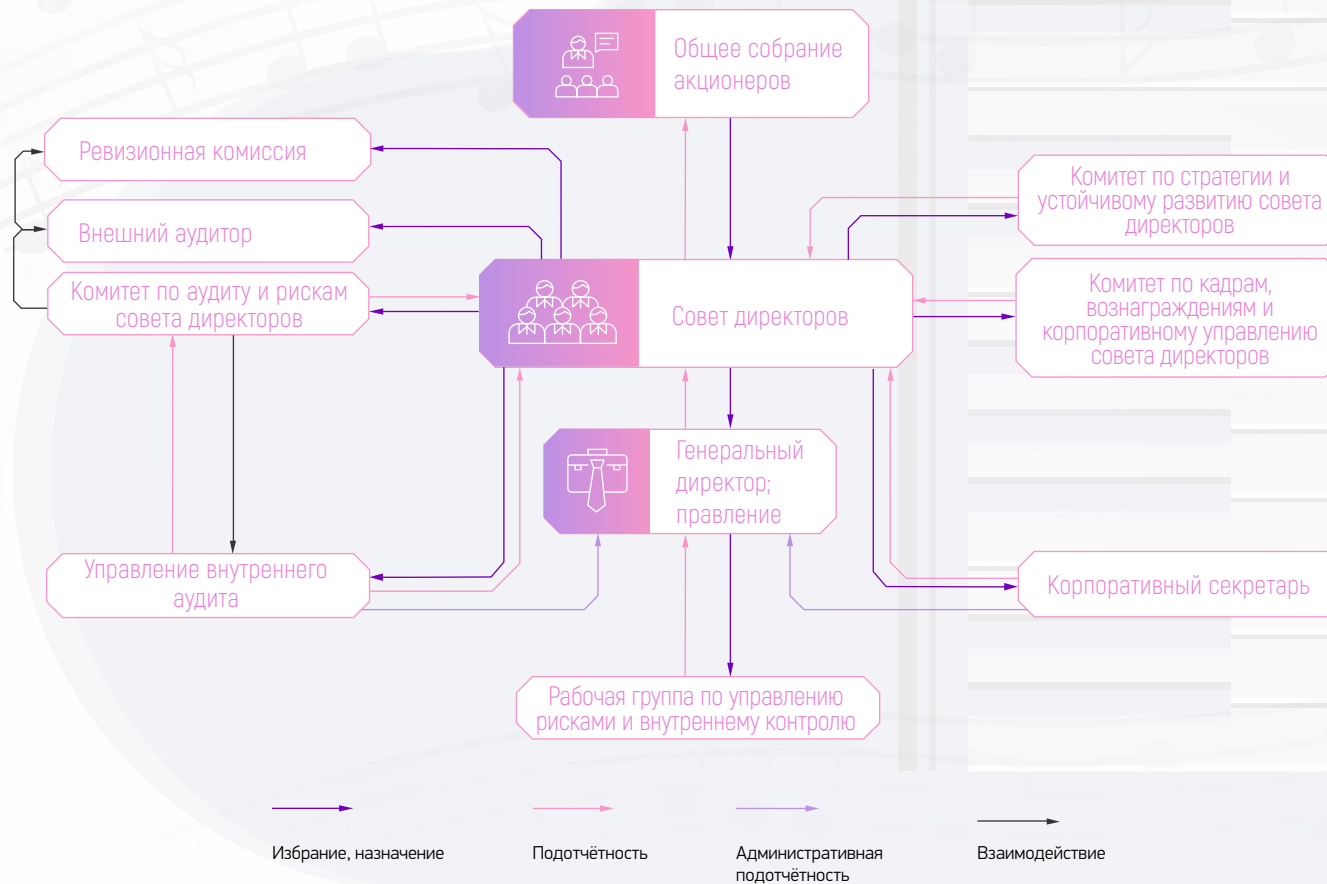 Общее собрание
акционеров
Ревизионная комиссия
Внешний аудитор
Комитет по аудиту и рискам
совета директоров
Совет директоров
Комитет по стратегии и
устойчивому развитию совета
директоров
Комитет по кадрам,
вознаграждениям и
корпоративному управлению
совета директоров
Генеральный
директор;
правление
Управление внутреннего
аудита
Корпоративный секретарь
Рабочая группа по управлению
рисками и внутреннему контролю
Избрание, назначение
Подотчётность
Административная
подотчётность
Взаимодействие